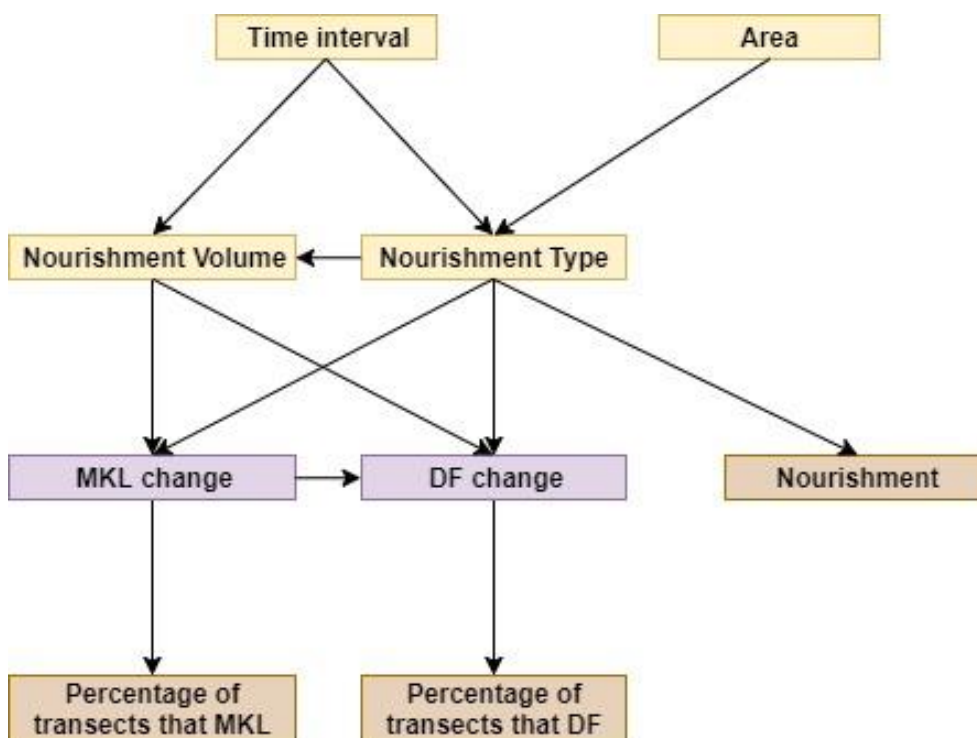 Time interval
Area
Nourishment Volume
Nourishment Type
MKL change
DF change
Nourishment
Percentage of
transects that MKL
Percentage of
transects that DF